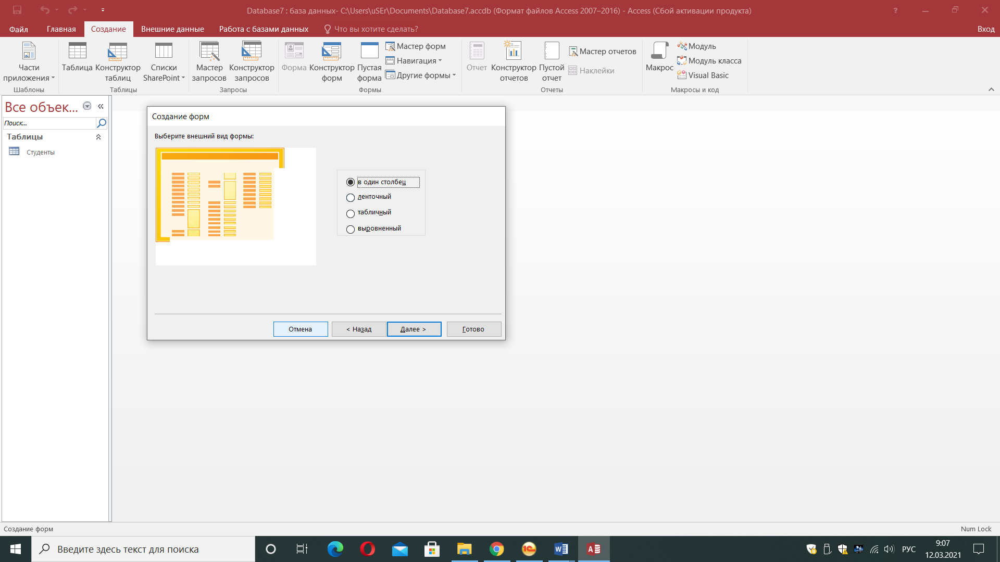 Database7 : база данных- C:\Users\uSEr\Documents\Database7.accdb (Формат файлов Access 2007–2016) - Access (Сбой активации продукта)
Файл Главная Создание Внешние данные Работа с базами данных Что вы хотите сделать? Вход
Части приложения
Шаблоны
Таблица
Конструктор таблиц
Списки SharePoint
Таблицы
Мастер запросов
Конструктор запросов
Запросы
Форма
Конструктор форм
Пустая форма
Мастер форм
Навигация
Другие формы
Формы
Отчет
Конструктор отчетов
Пустой отчет
Мастер отчетов
Наклейки
Отчеты
Макрос
Модуль
Модуль класса
Visual Basic
Макросы и код
Все объек...
Поиск...
Таблицы
Студенты
Создание форм
Выберите внешний вид формы:
в один столбец
ленточный
табличный
выровненный
Отмена < Назад Далее > Готово
Создание форм Num Lock
Введите здесь текст для поиска
РУС
9:07
12.03.2021